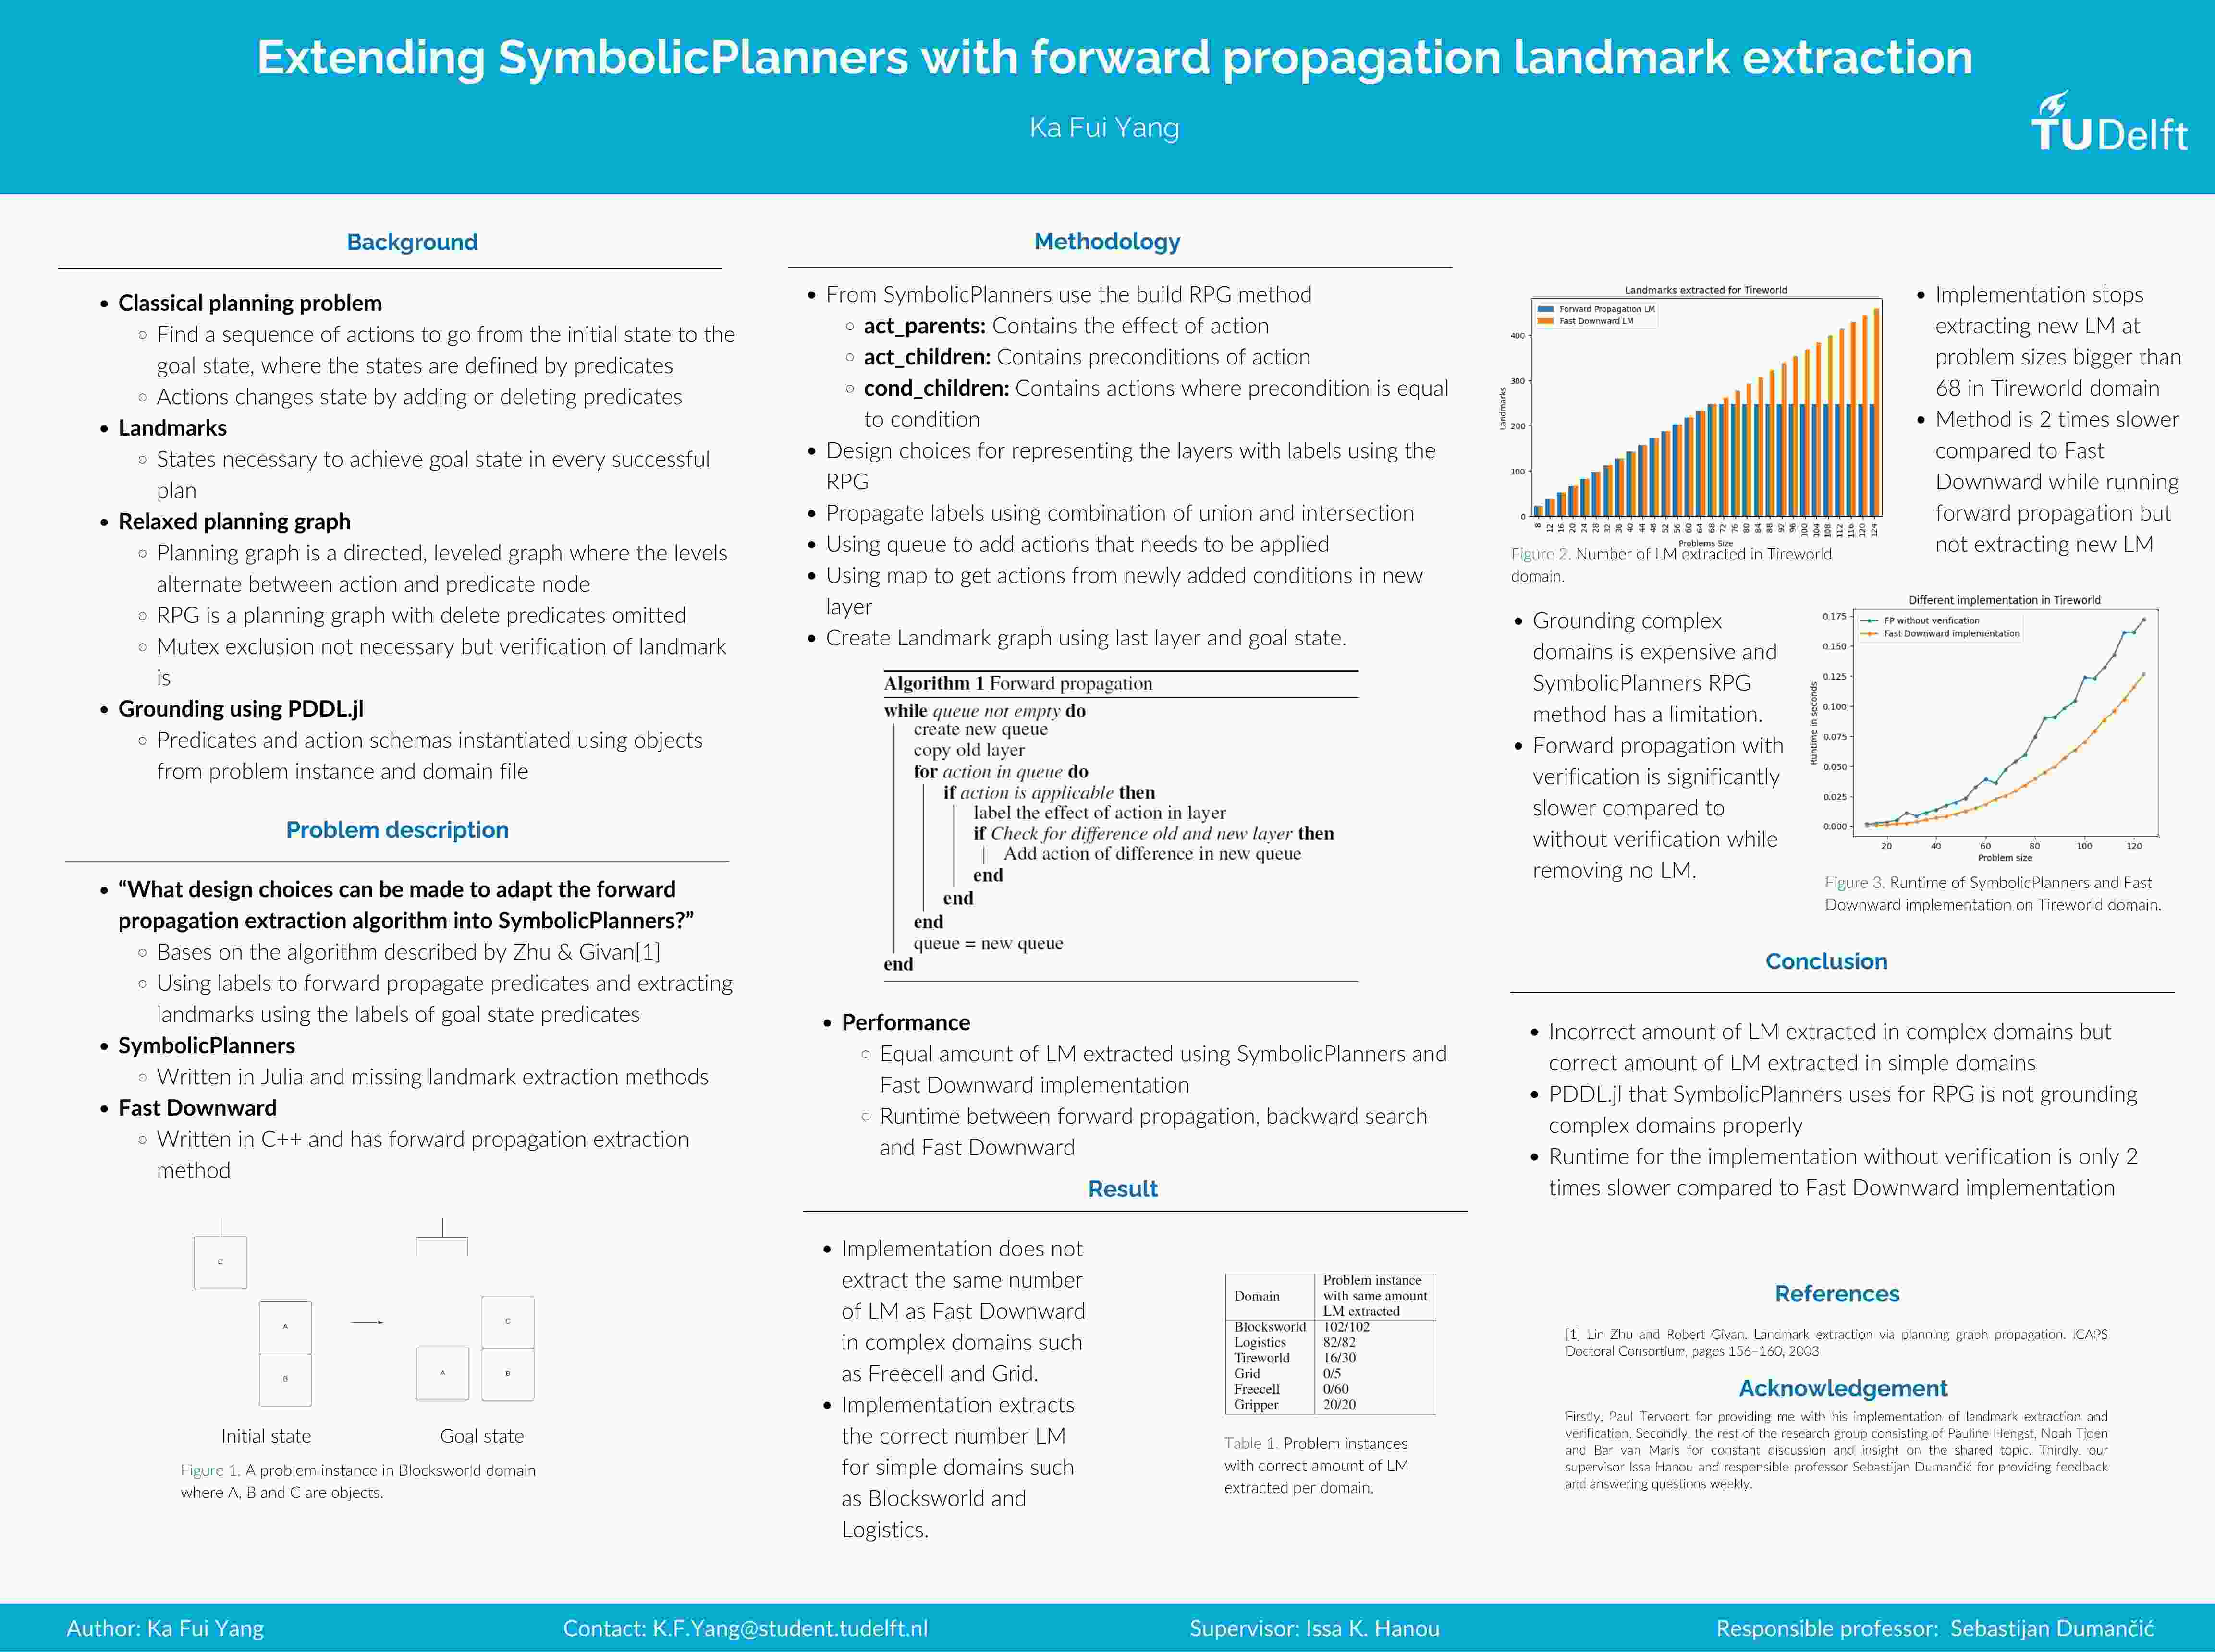 Extending SymbolicPlanners with forward propagation landmark extraction
Ka Fui Yang
TUDelft
Background
• Classical planning problem
◦ Find a sequence of actions to go from the initial state to the
goal state, where the states are defined by predicates
◦ Actions changes state by adding or deleting predicates
• Landmarks
◦ States necessary to achieve goal state in every successful
plan
• Relaxed planning graph
◦ Planning graph is a directed, leveled graph where the levels
alternate between action and predicate node
◦ RPG is a planning graph with delete predicates omitted
◦ Mutex exclusion not necessary but verification of landmark
is
• Grounding using PDDL.jl
◦ Predicates and action schemas instantiated using objects
from problem instance and domain file
Problem description
• “What design choices can be made to adapt the forward
propagation extraction algorithm into SymbolicPlanners?”
◦ Bases on the algorithm described by Zhu & Givan[1]
◦ Using labels to forward propagate predicates and extracting
landmarks using the labels of goal state predicates
• SymbolicPlanners
◦ Written in Julia and missing landmark extraction methods
• Fast Downward
◦ Written in C++ and has forward propagation extraction
method
C
A
B
C
A
B
Initial state
Goal state
Figure 1. A problem instance in Blocksworld domain
where A, B and C are objects.
Methodology
• From SymbolicPlanners use the build RPG method
◦ act_parents: Contains the effect of action
◦ act_children: Contains preconditions of action
◦ cond_children: Contains actions where precondition is equal
to condition
• Design choices for representing the layers with labels using the
RPG
• Propagate labels using combination of union and intersection
• Using queue to add actions that needs to be applied
• Using map to get actions from newly added conditions in new
layer
• Create Landmark graph using last layer and goal state.
Algorithm 1 Forward propagation
while queue not empty do
create new queue
copy old layer
for action in queue do
if action is applicable then
label the effect of action in layer
if Check for difference old and new layer then
Add action of difference in new queue
end
end
end
queue = new queue
end
• Performance
◦ Equal amount of LM extracted using SymbolicPlanners and
Fast Downward implementation
◦ Runtime between forward propagation, backward search
and Fast Downward
Result
• Implementation does not
extract the same number
of LM as Fast Downward
in complex domains such
as Freecell and Grid.
• Implementation extracts
the correct number LM
for simple domains such
as Blocksworld and
Logistics.
Domain Problem instance with same amount LM extracted
Blocksworld 102/102
Logistics 82/82
Tireworld 16/30
Grid 0/5
Freecell 0/60
Gripper 20/20
Table 1. Problem instances
with correct amount of LM
extracted per domain.
Landmarks extracted for Tireworld
Forward Propagation LM
Fast Downward LM
Landmarks
400
300
200
100
0
8 12 16 20 24 28 32 36 40 44 48 52 56 60 64 68 72 76 80 84 88 92 96 100 104 108 112 116 120 124
Problems Size
Figure 2. Number of LM extracted in Tireworld
domain.
• Implementation stops
extracting new LM at
problem sizes bigger than
68 in Tireworld domain
• Method is 2 times slower
compared to Fast
Downward while running
forward propagation but
not extracting new LM
• Grounding complex
domains is expensive and
SymbolicPlanners RPG
method has a limitation.
• Forward propagation with
verification is significantly
slower compared to
without verification while
removing no LM.
Different implementation in Tireworld
FP without verification
Fast Downward implementation
Runtime in seconds
0.175
0.150
0.125
0.100
0.075
0.050
0.025
0.000
20 40 60 80 100 120
Problem size
Figure 3. Runtime of SymbolicPlanners and Fast
Downward implementation on Tireworld domain.
Conclusion
• Incorrect amount of LM extracted in complex domains but
correct amount of LM extracted in simple domains
• PDDL.jl that SymbolicPlanners uses for RPG is not grounding
complex domains properly
• Runtime for the implementation without verification is only 2
times slower compared to Fast Downward implementation
References
[1] Lin Zhu and Robert Givan. Landmark extraction via planning graph propagation. ICAPS
Doctoral Consortium, pages 156–160, 2003
Acknowledgement
Firstly, Paul Tervoort for providing me with his implementation of landmark extraction and
verification. Secondly, the rest of the research group consisting of Pauline Hengst, Noah Tjoen
and Bar van Maris for constant discussion and insight on the shared topic. Thirdly, our
supervisor Issa Hanou and responsible professor Sebastijan Dumančić for providing feedback
and answering questions weekly.
Author: Ka Fui Yang
Contact: K.F.Yang@student.tudelft.nl
Supervisor: Issa K. Hanou
Responsible professor: Sebastijan Dumančić